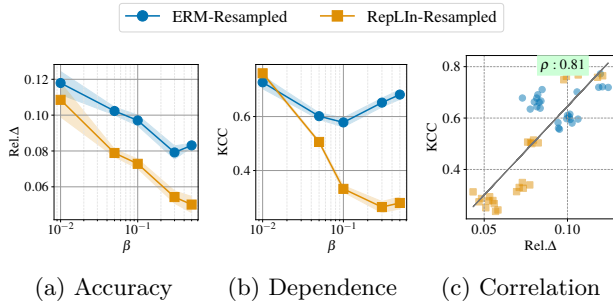 ERM-Resampled RepLIn-Resampled
Rel.Δ
0.12
0.10
0.08
0.06
10⁻² 10⁻¹
β
KCC
0.6
0.4
10⁻² 10⁻¹
β
ρ : 0.81
KCC
0.8
0.6
0.4
0.05 0.10
Rel.Δ
(a) Accuracy (b) Dependence (c) Correlation